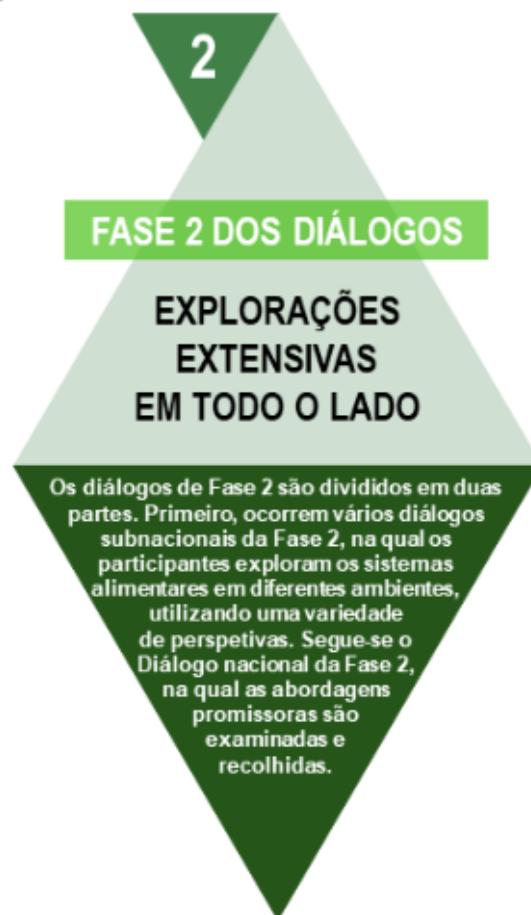 2
FASE 2 DOS DIÁLOGOS
EXPLORAÇÕES
EXTENSIVAS
EM TODO O LADO
Os diálogos de Fase 2 são divididos em duas
partes. Primeiro, ocorrem vários diálogos
subnacionais da Fase 2, na qual os
participantes exploram os sistemas
alimentares em diferentes ambientes,
utilizando uma variedade
de perspetivas. Segue-se o
Diálogo nacional da Fase 2,
na qual as abordagens
promissoras são
examinadas e
recolhidas.